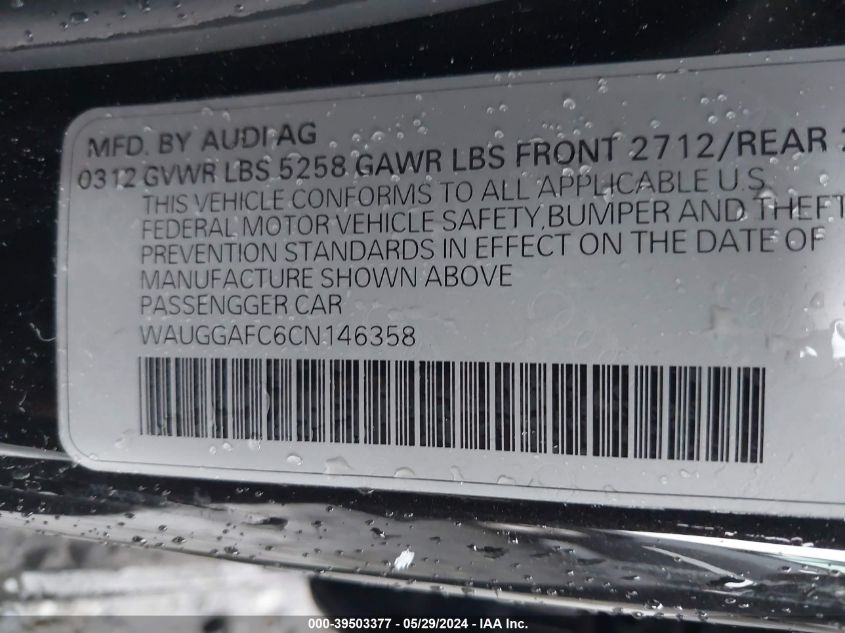 MFD. BY AUDI AG
0312 GVWR LBS 5258 GAWR LBS FRONT 2712/REAR
THIS VEHICLE CONFORMS TO ALL APPLICABLE U.S.
FEDERAL MOTOR VEHICLE SAFETY, BUMPER AND THEFT
PREVENTION STANDARDS IN EFFECT ON THE DATE OF
MANUFACTURE SHOWN ABOVE
PASSENGGER CAR
WAUGGAFC6CN146358
000-39503377 - 05/29/2024 - IAA Inc.